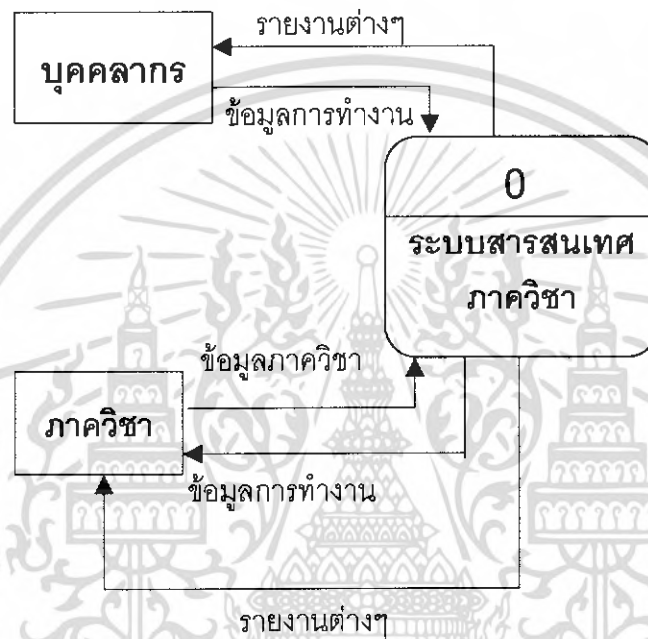 รายงานต่างๆ
บุคคลากร
ข้อมูลการทำงาน
0
ระบบสารสนเทศ
ภาควิชา
ข้อมูลภาควิชา
ภาควิชา
ข้อมูลการทำงาน
รายงานต่างๆ